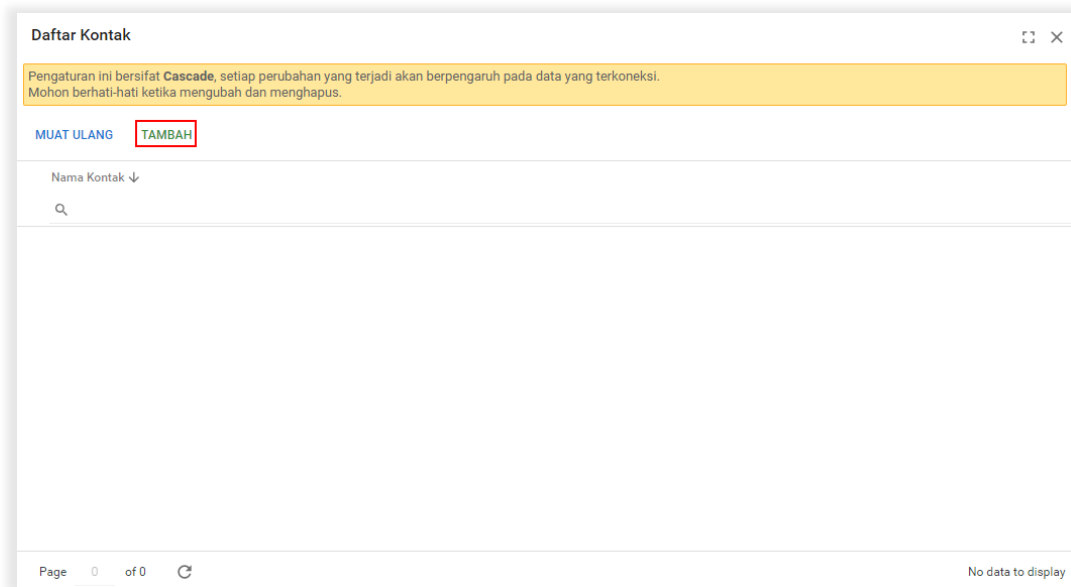 Daftar Kontak
Pengaturan ini bersifat Cascade, setiap perubahan yang terjadi akan berpengaruh pada data yang terkoneksi.
Mohon berhati-hati ketika mengubah dan menghapus.
MUAT ULANG TAMBAH
Nama Kontak
Page 0 of 0 No data to display